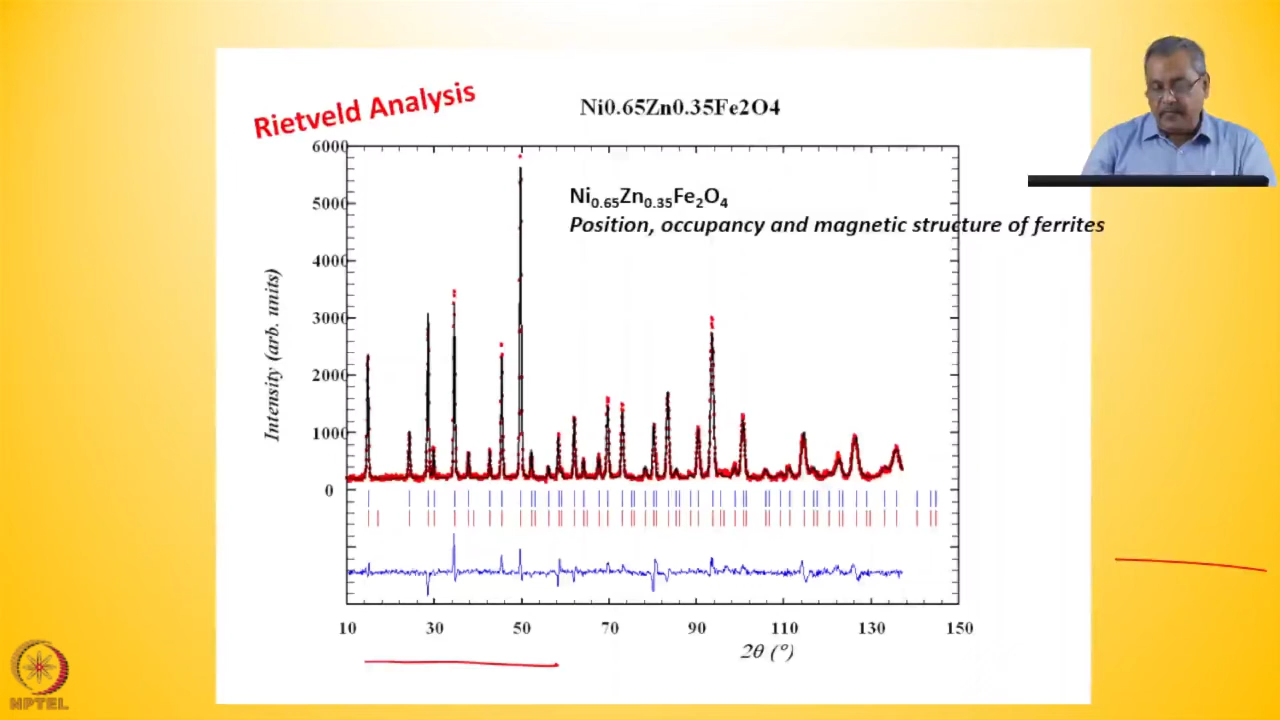 Rietveld Analysis
Ni0.65Zn0.35Fe2O4
Ni0.65Zn0.35Fe2O4
Position, occupancy and magnetic structure of ferrites
Intensity (arb. units)
6000
5000
4000
3000
2000
1000
0
10 30 50 70 90 110 130 150
2θ (°)
NPTEL